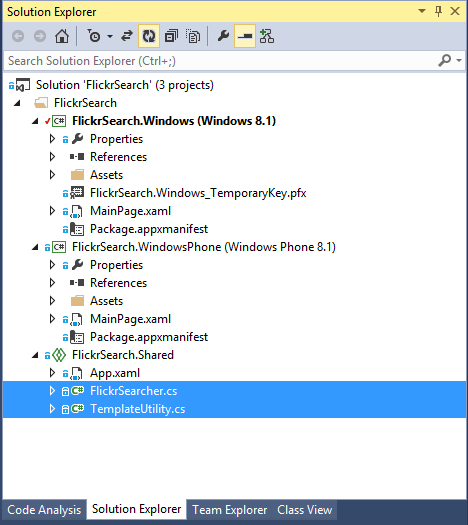 Solution Explorer
Search Solution Explorer (Ctrl+;)
Solution 'FlickrSearch' (3 projects)
FlickrSearch
C# FlickrSearch.Windows (Windows 8.1)
Properties
References
Assets
FlickrSearch.Windows_TemporaryKey.pfx
MainPage.xaml
Package.appxmanifest
C# FlickrSearch.WindowsPhone (Windows Phone 8.1)
Properties
References
Assets
MainPage.xaml
Package.appxmanifest
FlickrSearch.Shared
App.xaml
C# FlickrSearcher.cs
C# TemplateUtility.cs
Code Analysis Solution Explorer Team Explorer Class View